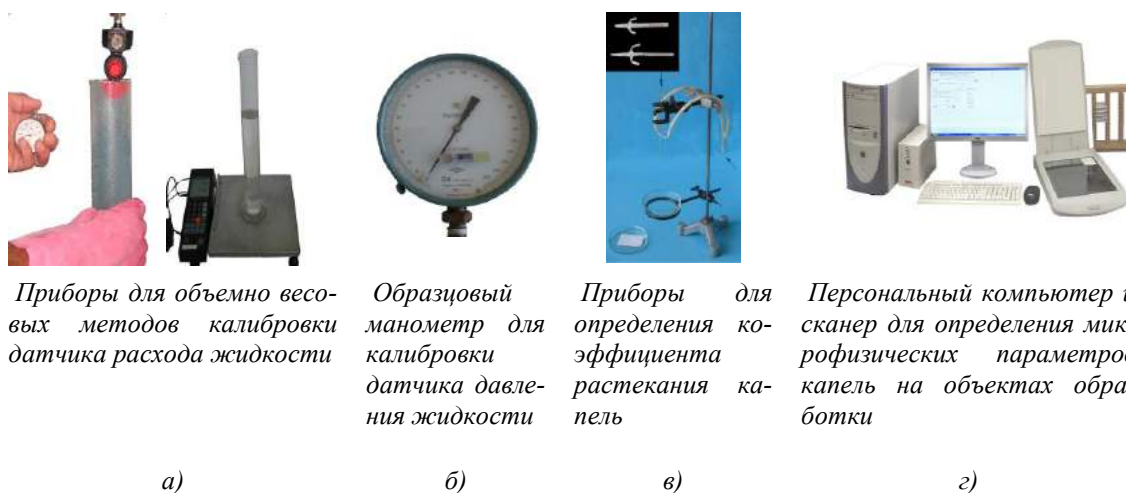 Приборы для объемно весо-
вых методов калибровки
датчика расхода жидкости
Образцовый
манометр для
калибровки
датчика давле-
ния жидкости
Приборы для
определения ко-
эффициента
растекания ка-
пель
Персональный компьютер и
сканер для определения мик-
рофизических параметров
капель на объектах обра-
ботки
а)
б)
в)
г)